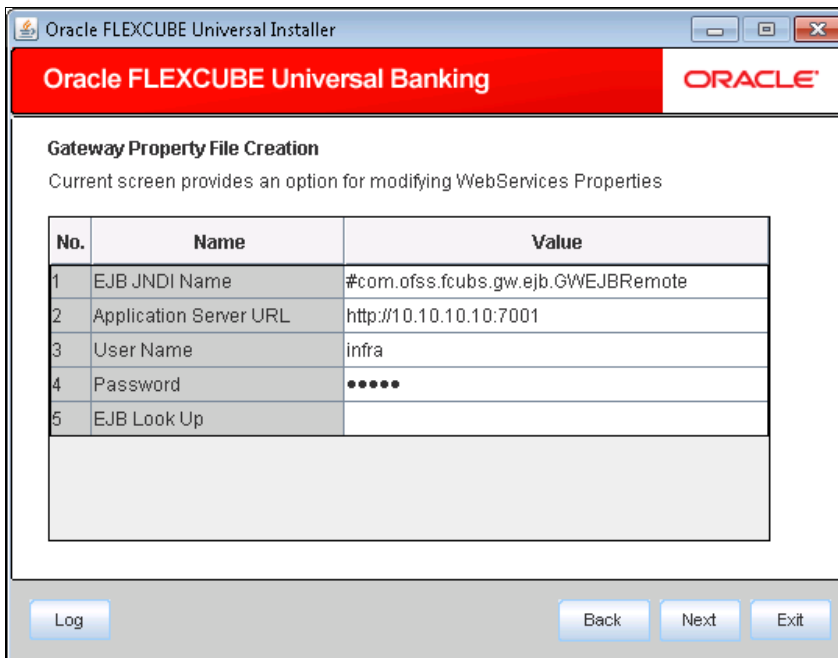 Oracle FLEXCUBE Universal Installer
Oracle FLEXCUBE Universal Banking
ORACLE
Gateway Property File Creation
Current screen provides an option for modifying WebServices Properties
No. Name Value
1 EJB JNDI Name #com.ofss.fcubs.gw.ejb.GWEJBRemote
2 Application Server URL http://10.10.10.10:7001
3 User Name infra
4 Password •••••
5 EJB Look Up
Log Back Next Exit